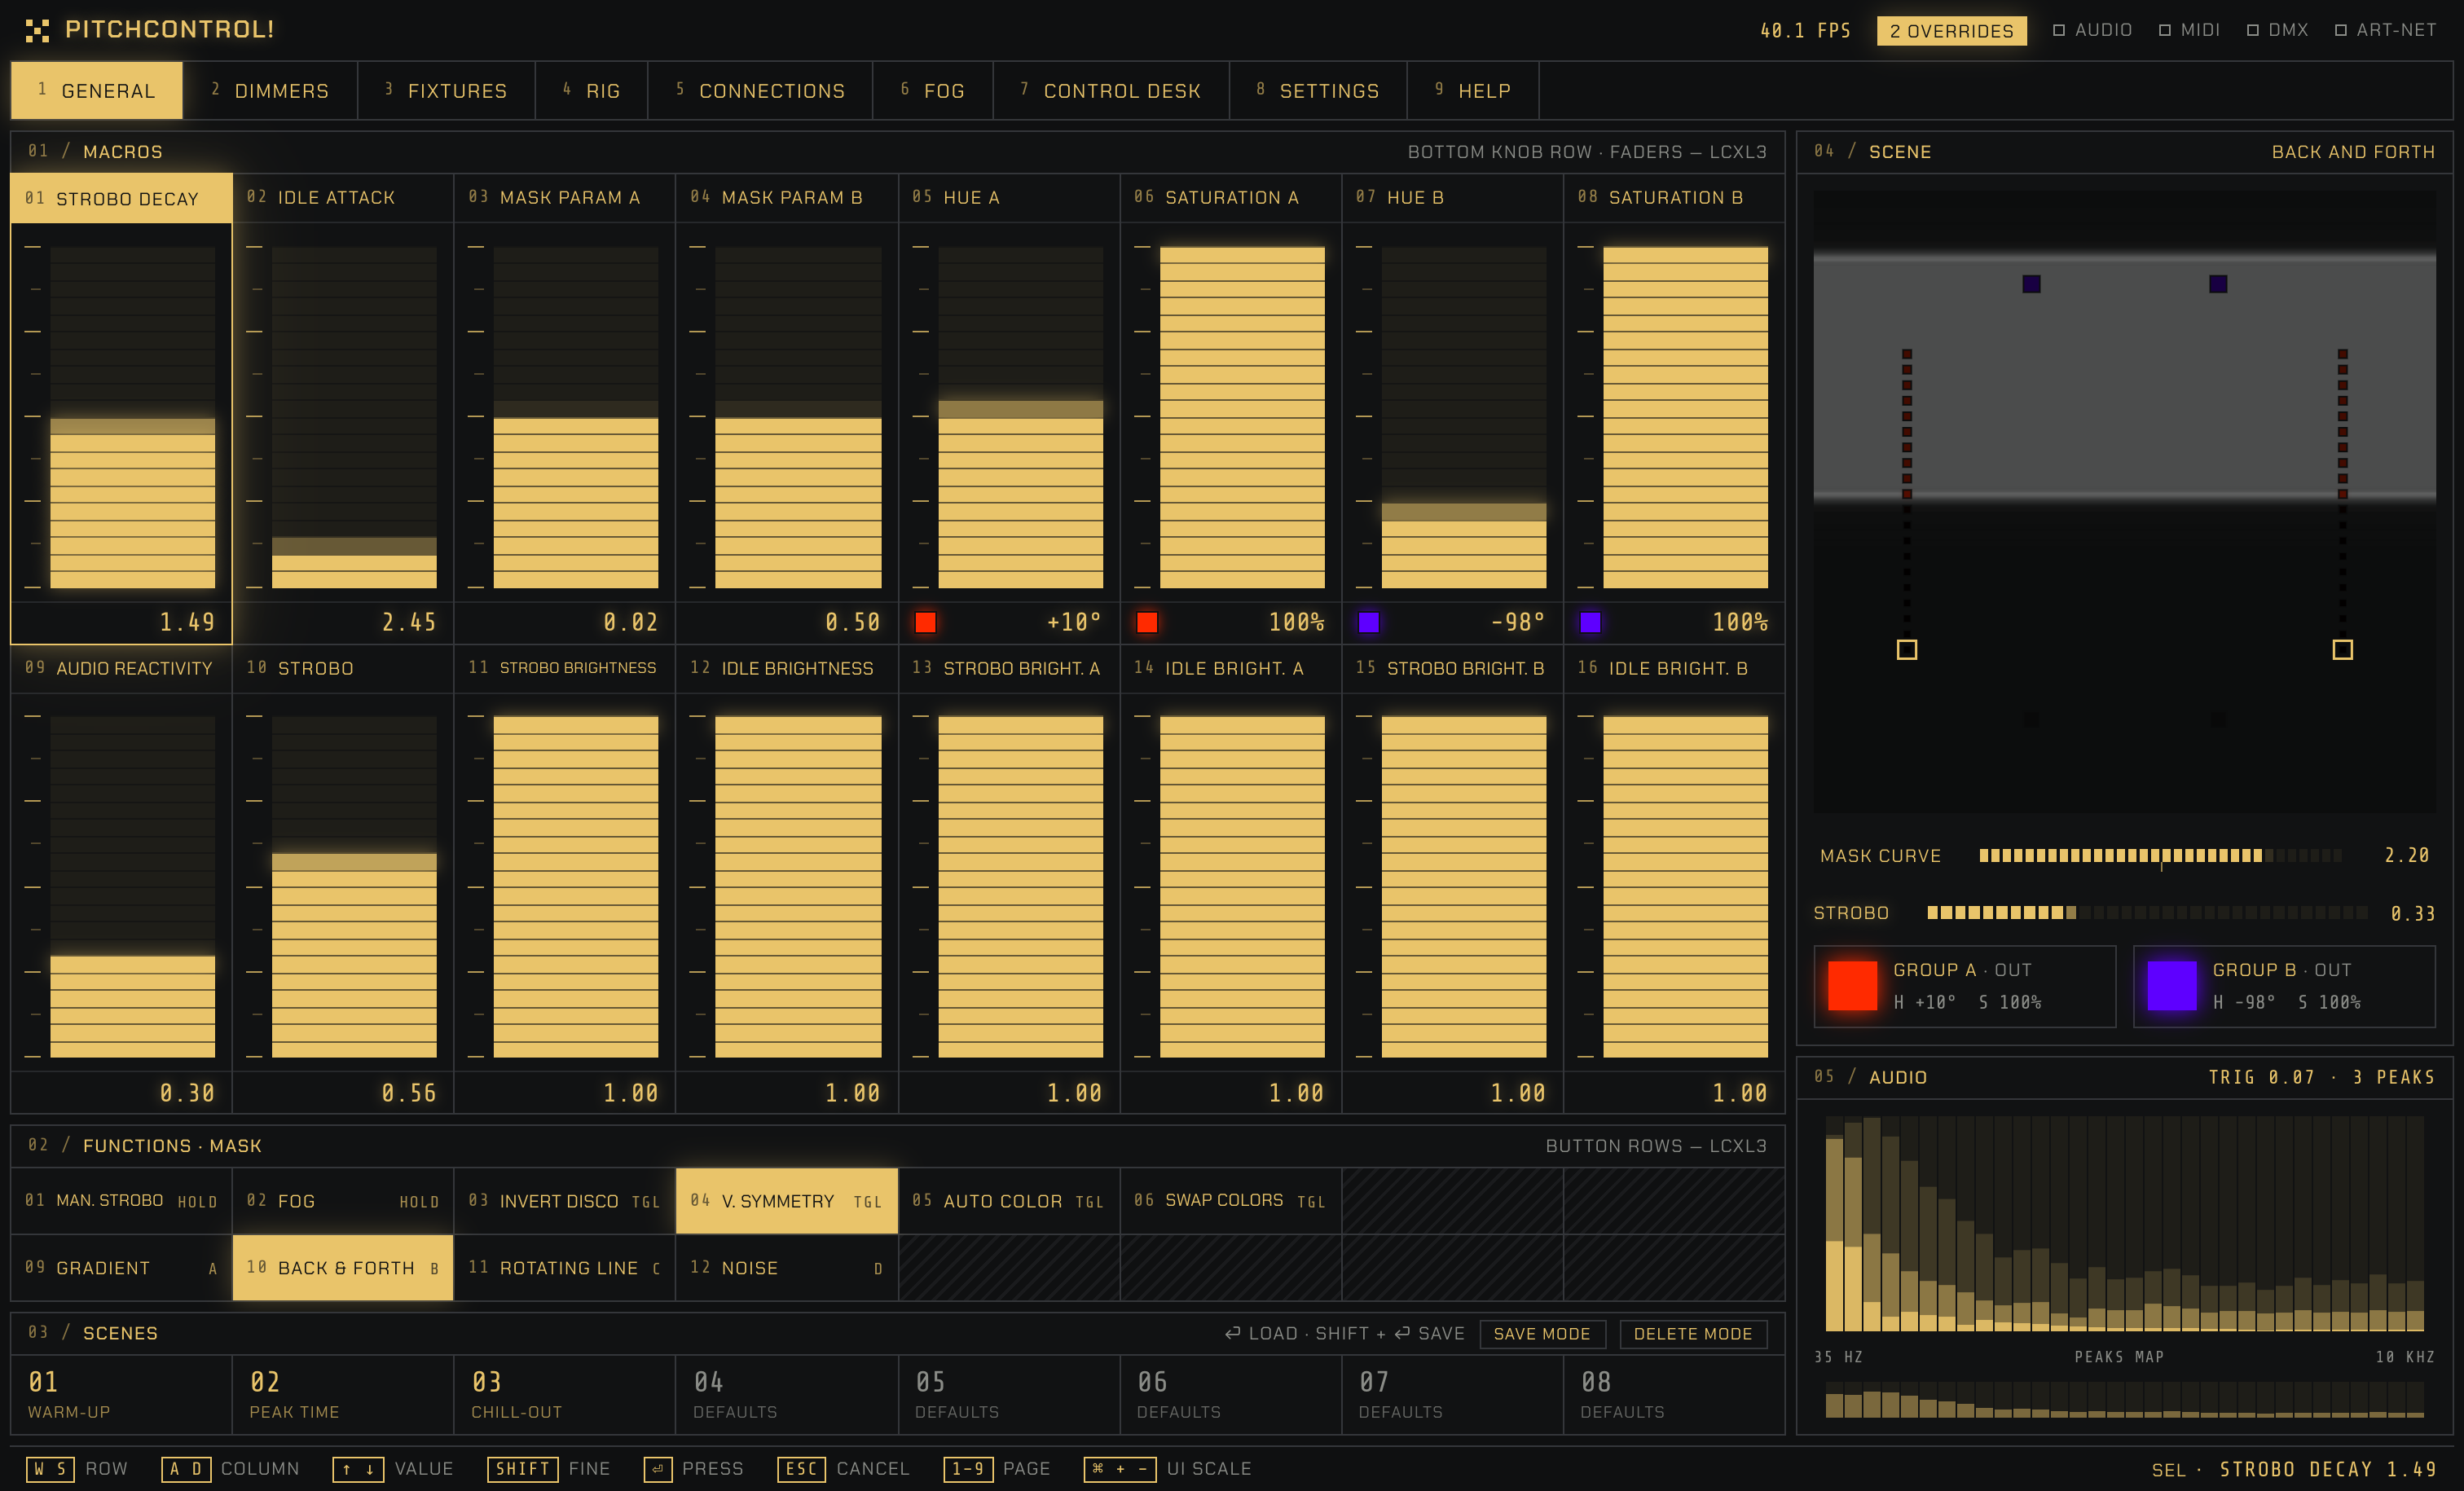 PITCHCONTROL!
40.1 FPS 2 OVERRIDES AUDIO MIDI DMX ART-NET
1 GENERAL 2 DIMMERS 3 FIXTURES 4 RIG 5 CONNECTIONS 6 FOG 7 CONTROL DESK 8 SETTINGS 9 HELP
01 / MACROS BOTTOM KNOB ROW · FADERS — LCXL3
01 STROBO DECAY 02 IDLE ATTACK 03 MASK PARAM A 04 MASK PARAM B 05 HUE A 06 SATURATION A 07 HUE B 08 SATURATION B
1.49 2.45 0.02 0.50 +10° 100% -98° 100%
09 AUDIO REACTIVITY 10 STROBO 11 STROBO BRIGHTNESS 12 IDLE BRIGHTNESS 13 STROBO BRIGHT. A 14 IDLE BRIGHT. A 15 STROBO BRIGHT. B 16 IDLE BRIGHT. B
0.30 0.56 1.00 1.00 1.00 1.00 1.00 1.00
02 / FUNCTIONS · MASK BUTTON ROWS — LCXL3
01 MAN. STROBO HOLD 02 FOG HOLD 03 INVERT DISCO TGL 04 V. SYMMETRY TGL 05 AUTO COLOR TGL 06 SWAP COLORS TGL
09 GRADIENT A 10 BACK & FORTH B 11 ROTATING LINE C 12 NOISE D
03 / SCENES ⏎ LOAD · SHIFT + ⏎ SAVE SAVE MODE DELETE MODE
01 02 03 04 05 06 07 08
WARM-UP PEAK TIME CHILL-OUT DEFAULTS DEFAULTS DEFAULTS DEFAULTS DEFAULTS
04 / SCENE BACK AND FORTH
MASK CURVE 2.20
STROBO 0.33
GROUP A · OUT
H +10° S 100%
GROUP B · OUT
H -98° S 100%
05 / AUDIO TRIG 0.07 · 3 PEAKS
35 HZ PEAKS MAP 10 KHZ
W S ROW A D COLUMN ↑ ↓ VALUE SHIFT FINE ⏎ PRESS ESC CANCEL 1-9 PAGE ⌘ + − UI SCALE
SEL · STROBO DECAY 1.49